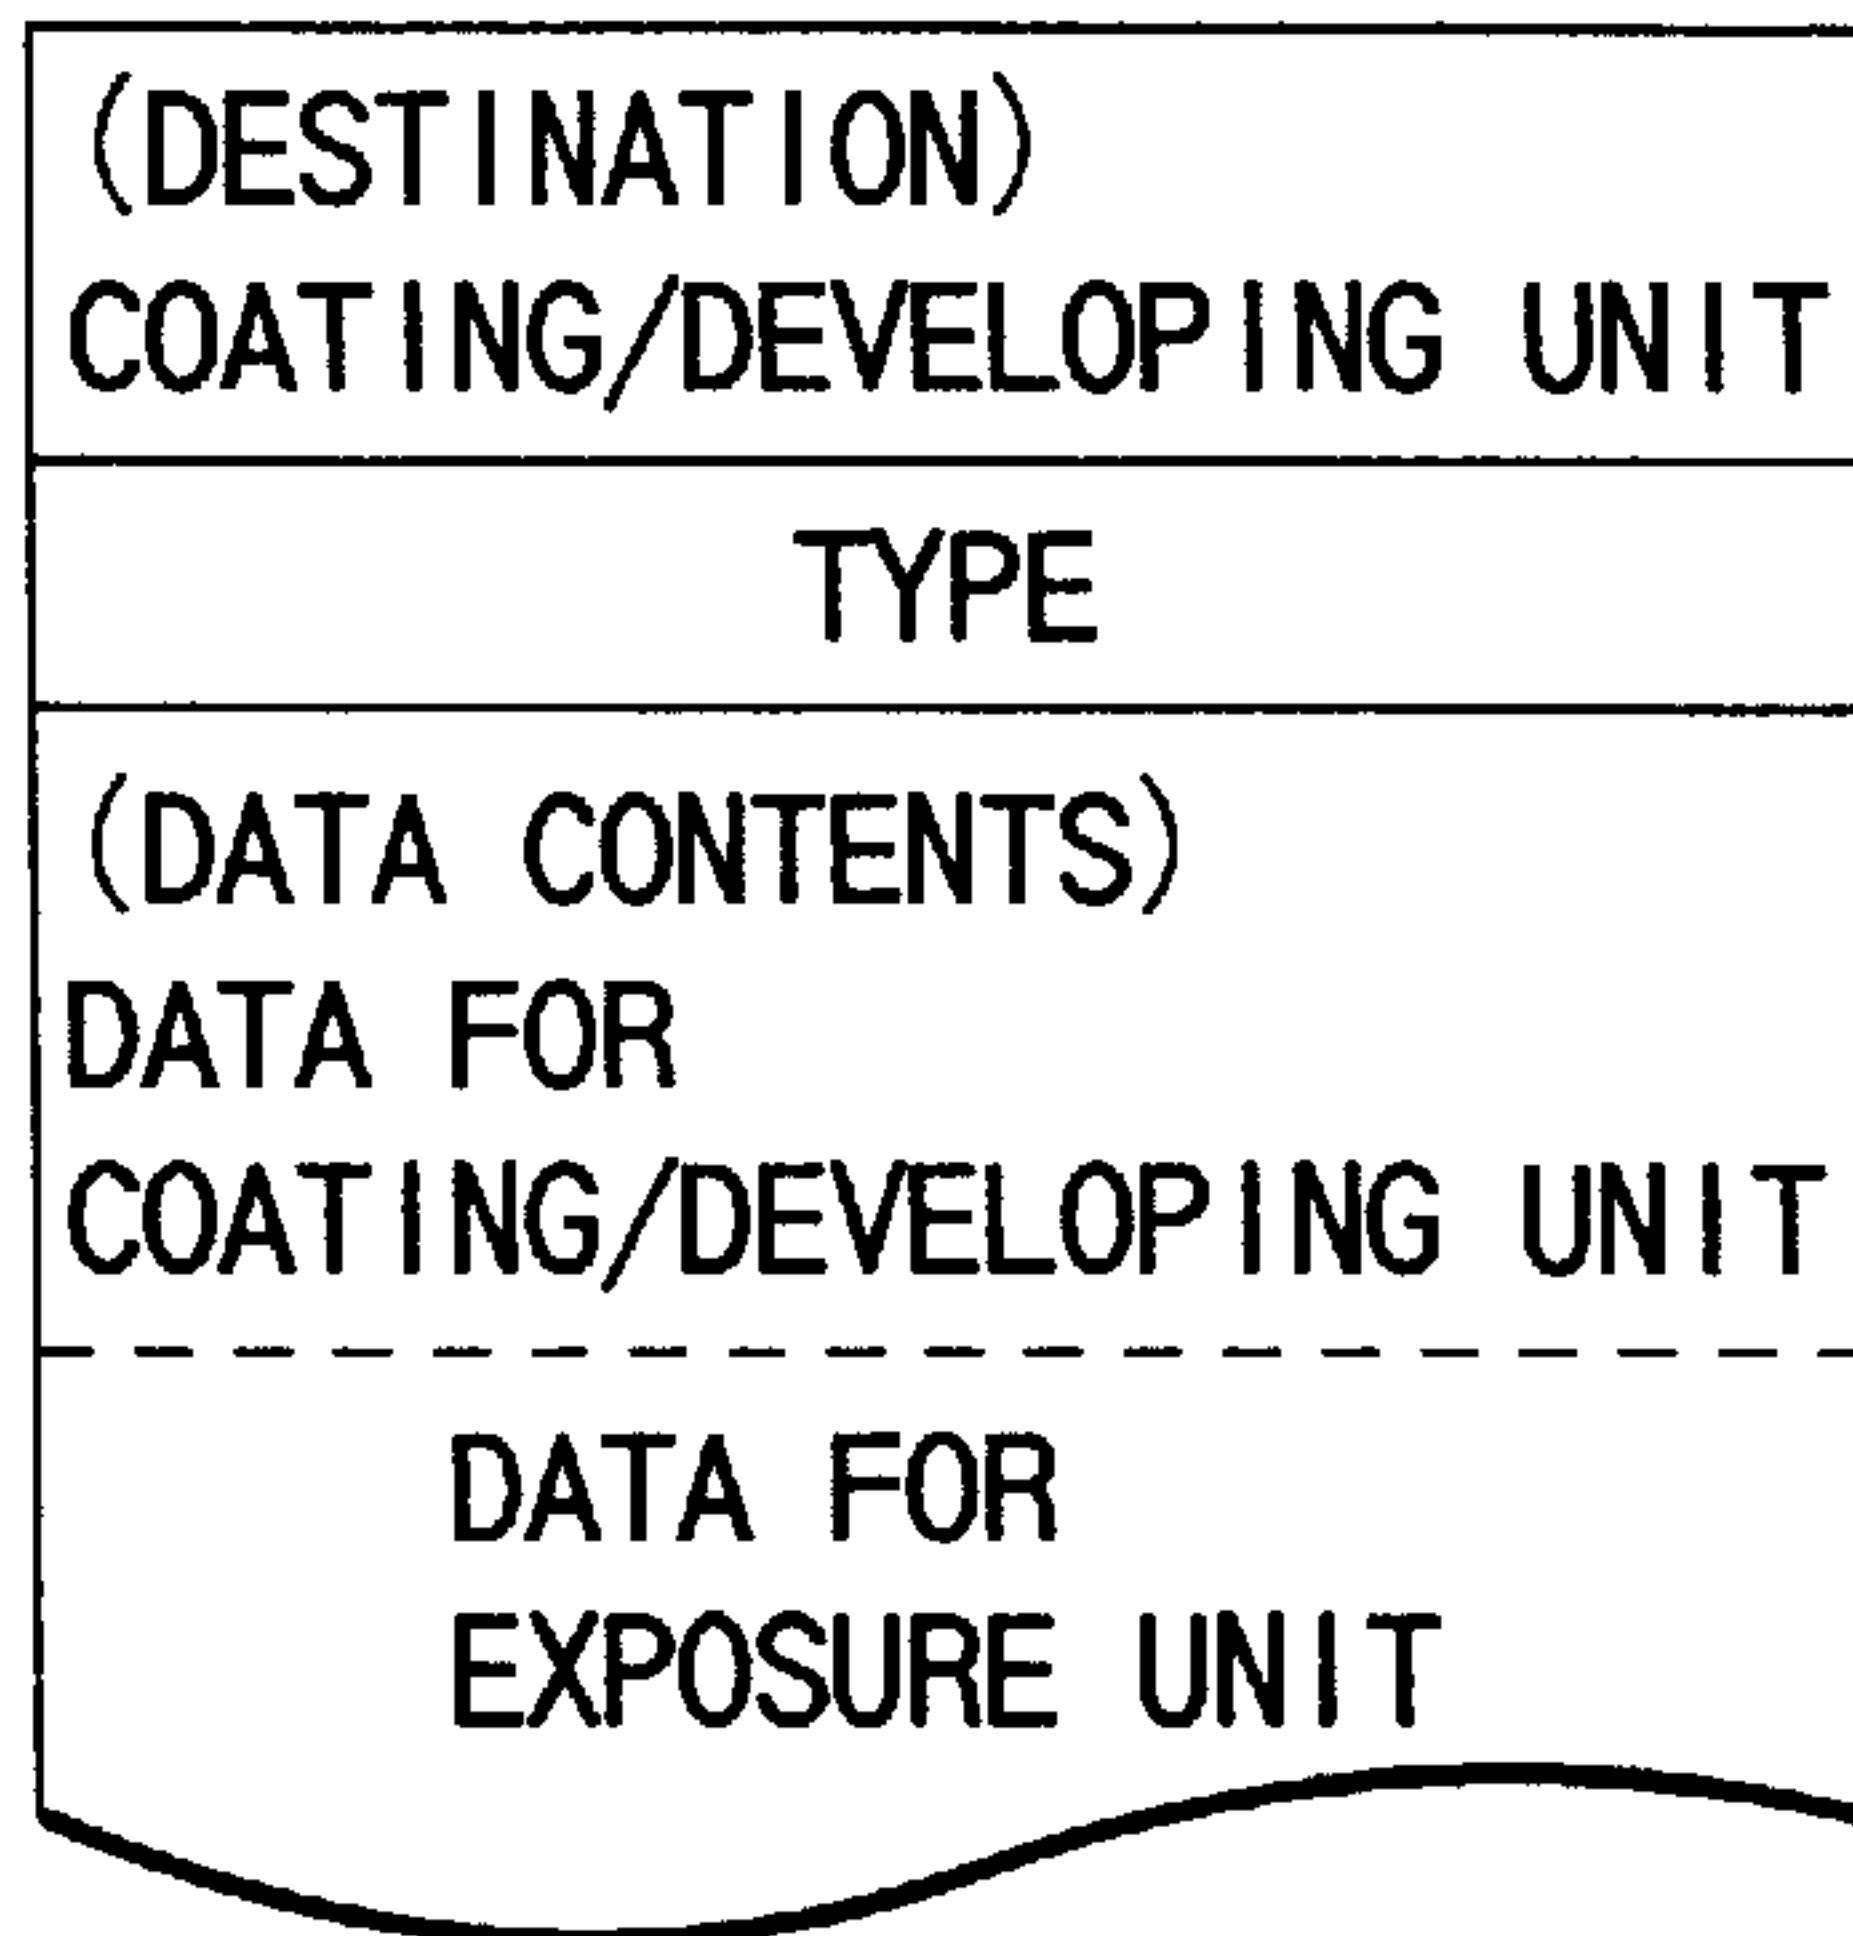 (DESTINATION)
COATING/DEVELOPING UNIT
TYPE
(DATA CONTENTS)
DATA FOR
COATING/DEVELOPING UNIT
DATA FOR
EXPOSURE UNIT